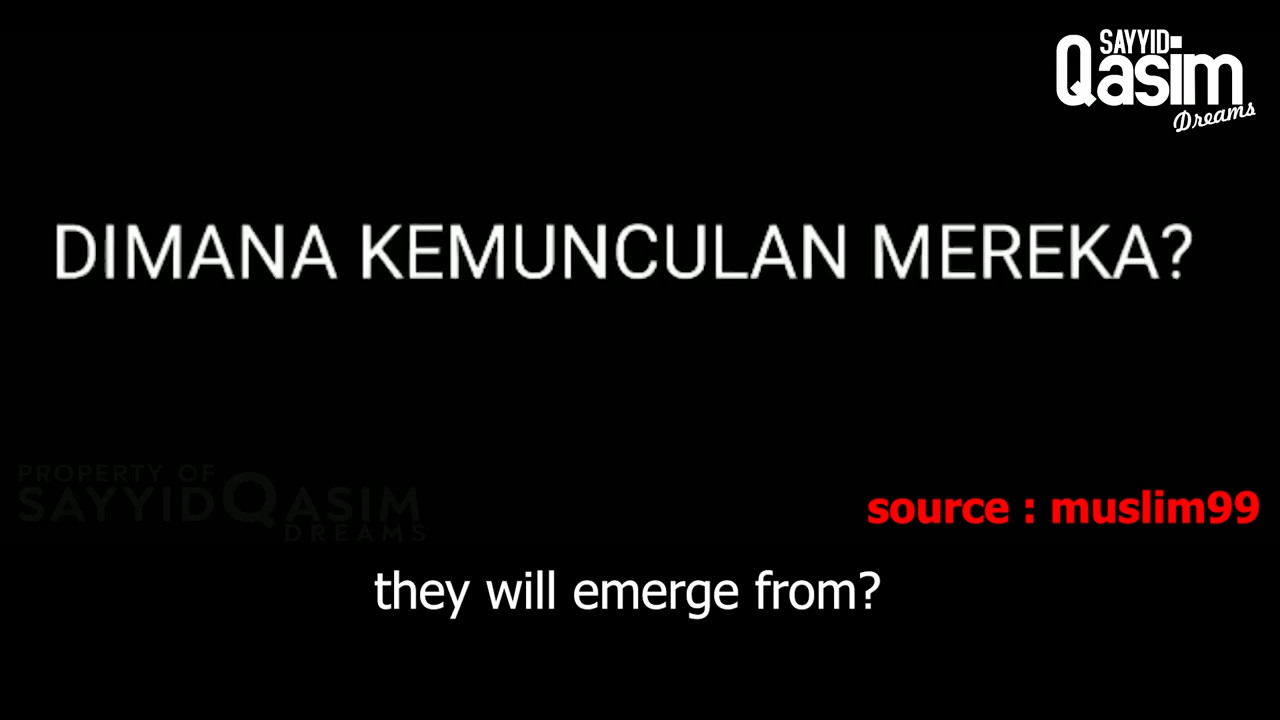 SAYYID
Qasim
Dreams
DIMANA KEMUNCULAN MEREKA?
PROPERTY OF
SAYYIDQASIM
DREAMS
source : muslim99
they will emerge from?